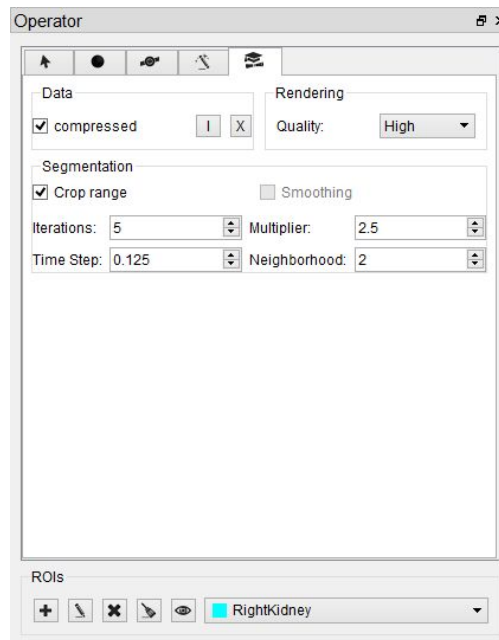 Operator
Data
Rendering
compressed
I
X
Quality:
High
Segmentation
Crop range
Smoothing
Iterations:
5
Multiplier:
2.5
Time Step:
0.125
Neighborhood:
2
ROIs
RightKidney